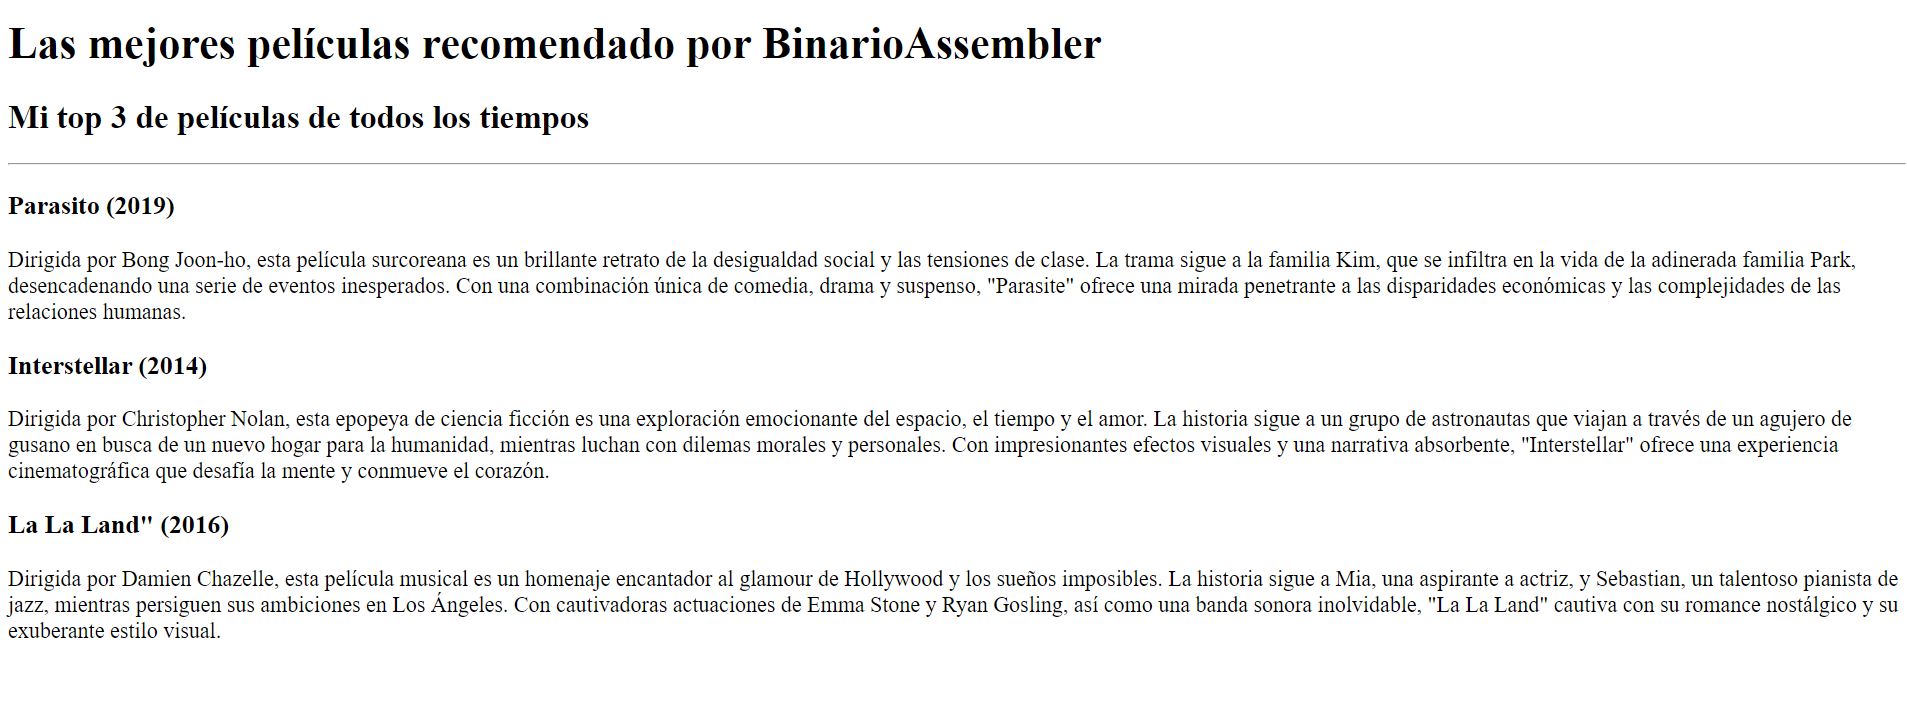 Las mejores películas recomendado por BinarioAssembler
Mi top 3 de películas de todos los tiempos
Parasito (2019)
Dirigida por Bong Joon-ho, esta película surcoreana es un brillante retrato de la desigualdad social y las tensiones de clase. La trama sigue a la familia Kim, que se infiltra en la vida de la adinerada familia Park,
desencadenando una serie de eventos inesperados. Con una combinación única de comedia, drama y suspenso, "Parasite" ofrece una mirada penetrante a las disparidades económicas y las complejidades de las
relaciones humanas.
Interstellar (2014)
Dirigida por Christopher Nolan, esta epopeya de ciencia ficción es una exploración emocionante del espacio, el tiempo y el amor. La historia sigue a un grupo de astronautas que viajan a través de un agujero de
gusano en busca de un nuevo hogar para la humanidad, mientras luchan con dilemas morales y personales. Con impresionantes efectos visuales y una narrativa absorbente, "Interstellar" ofrece una experiencia
cinematográfica que desafía la mente y conmueve el corazón.
La La Land" (2016)
Dirigida por Damien Chazelle, esta película musical es un homenaje encantador al glamour de Hollywood y los sueños imposibles. La historia sigue a Mia, una aspirante a actriz, y Sebastian, un talentoso pianista de
jazz, mientras persiguen sus ambiciones en Los Ángeles. Con cautivadoras actuaciones de Emma Stone y Ryan Gosling, así como una banda sonora inolvidable, "La La Land" cautiva con su romance nostálgico y su
exuberante estilo visual.